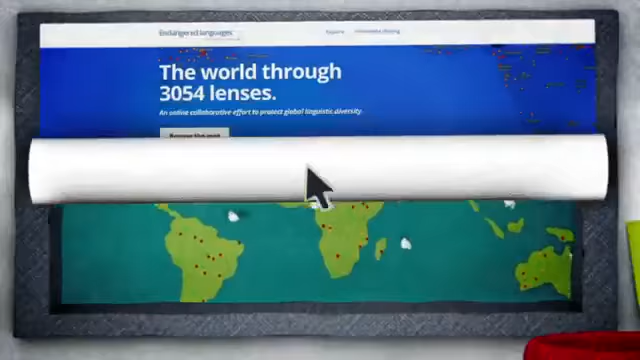 Endangered languages
The world through
3054 lenses.
An online collaborative effort to protect global linguistic diversity.